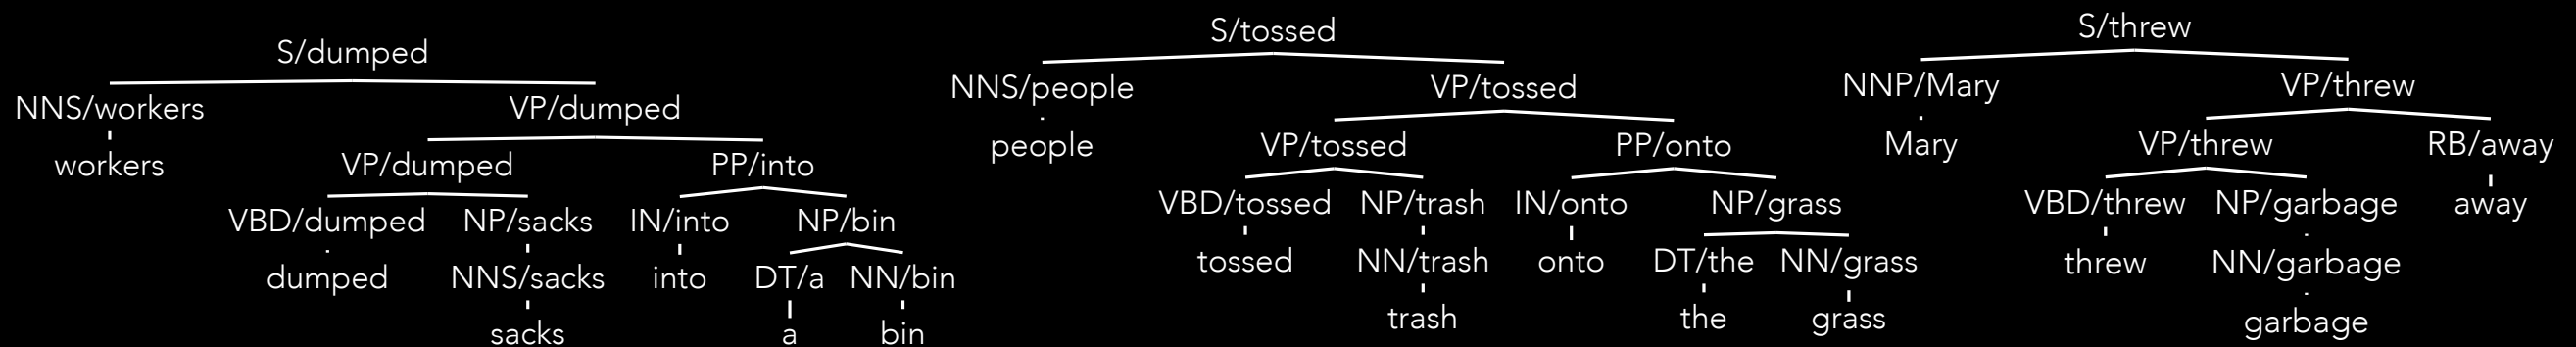 S/dumped
NNS/workers VP/dumped
workers VP/dumped PP/into
VBD/dumped NP/sacks IN/into NP/bin
dumped NNS/sacks into DT/a NN/bin
sacks a bin
S/tossed
NNS/people VP/tossed
people VP/tossed PP/onto
VBD/tossed NP/trash IN/onto NP/grass
tossed NN/trash onto DT/the NN/grass
trash the grass
S/threw
NNP/Mary VP/threw
Mary VP/threw RB/away
VBD/threw NP/garbage away
threw NN/garbage
garbage